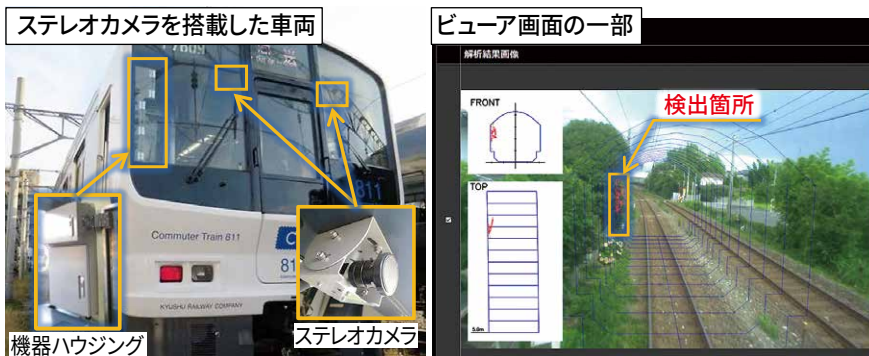 ステレオカメラを搭載した車両
811
Commuter Train 811
KYUSHU RAILWAY COMPANY
機器ハウジング
ステレオカメラ
ビューア画面の一部
解析結果画像
FRONT
検出箇所
TOP
5.0m